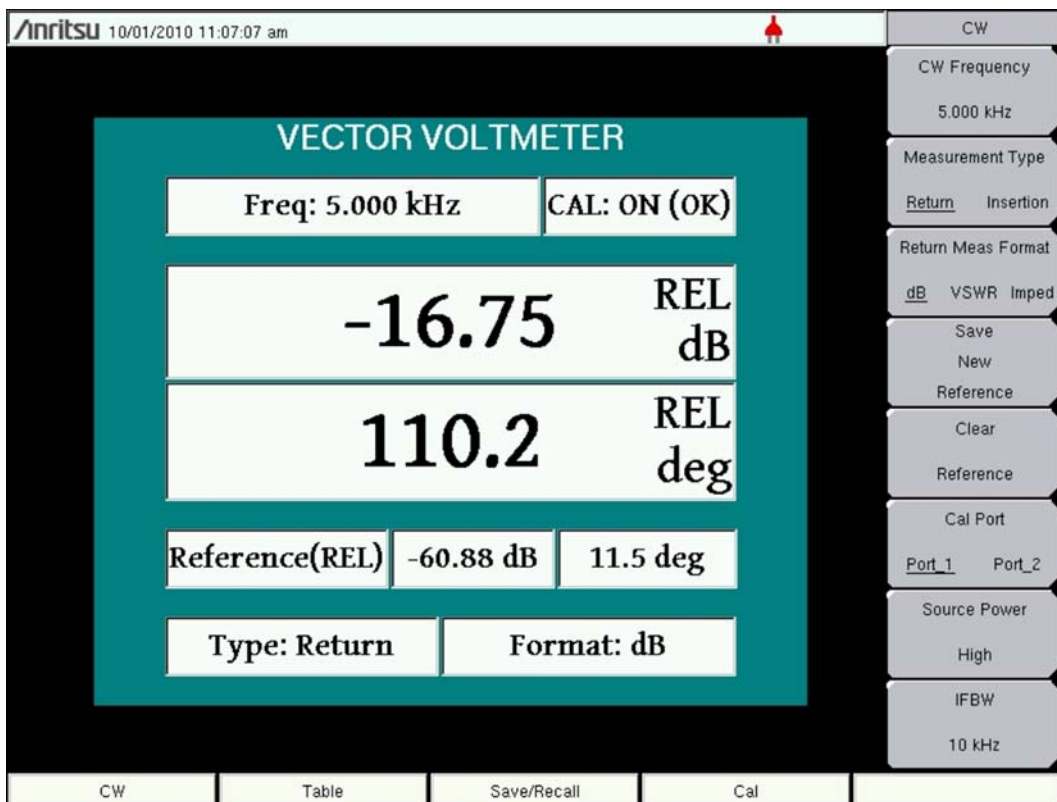 Anritsu 10/01/2010 11:07:07 am
VECTOR VOLTMETER
Freq: 5.000 kHz
CAL: ON (OK)
-16.75
REL
dB
110.2
REL
deg
Reference(REL)
-60.88 dB
11.5 deg
Type: Return
Format: dB
CW
CW Frequency
5.000 kHz
Measurement Type
Return Insertion
Return Meas Format
dB VSWR Imped
Save
New
Reference
Clear
Reference
Cal Port
Port_1 Port_2
Source Power
High
IFBW
10 kHz
CW
Table
Save/Recall
Cal